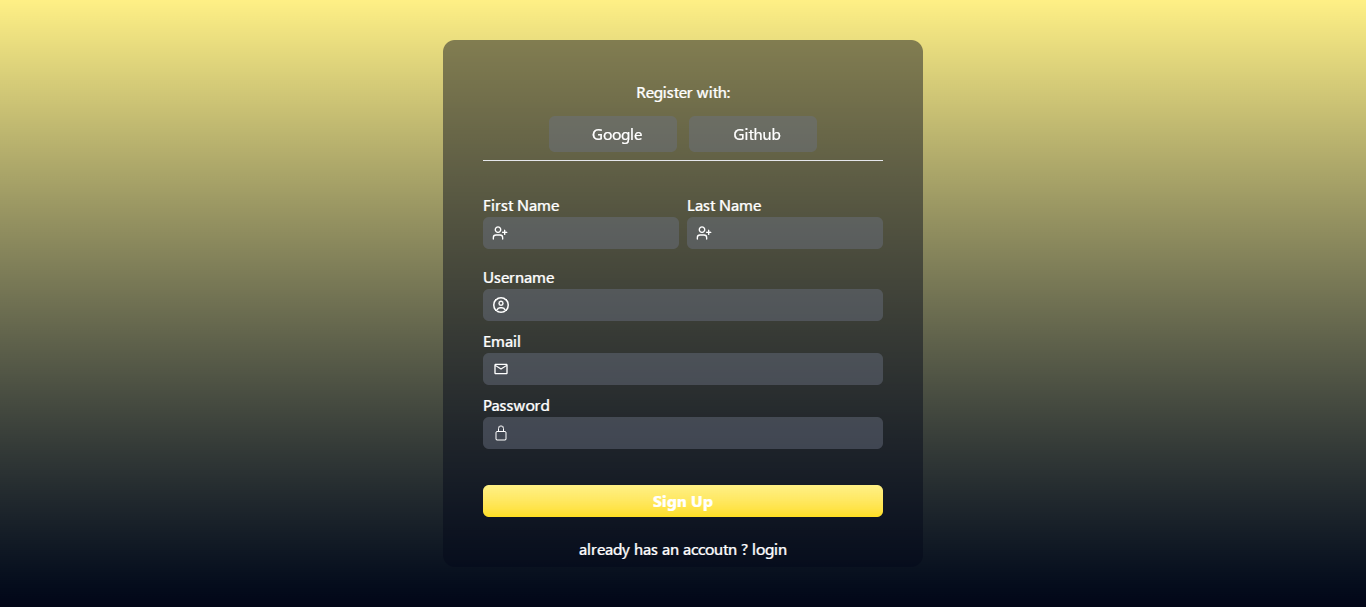 Register with:
Google Github
First Name Last Name
Username
Email
Password
Sign Up
already has an accoutn ? login